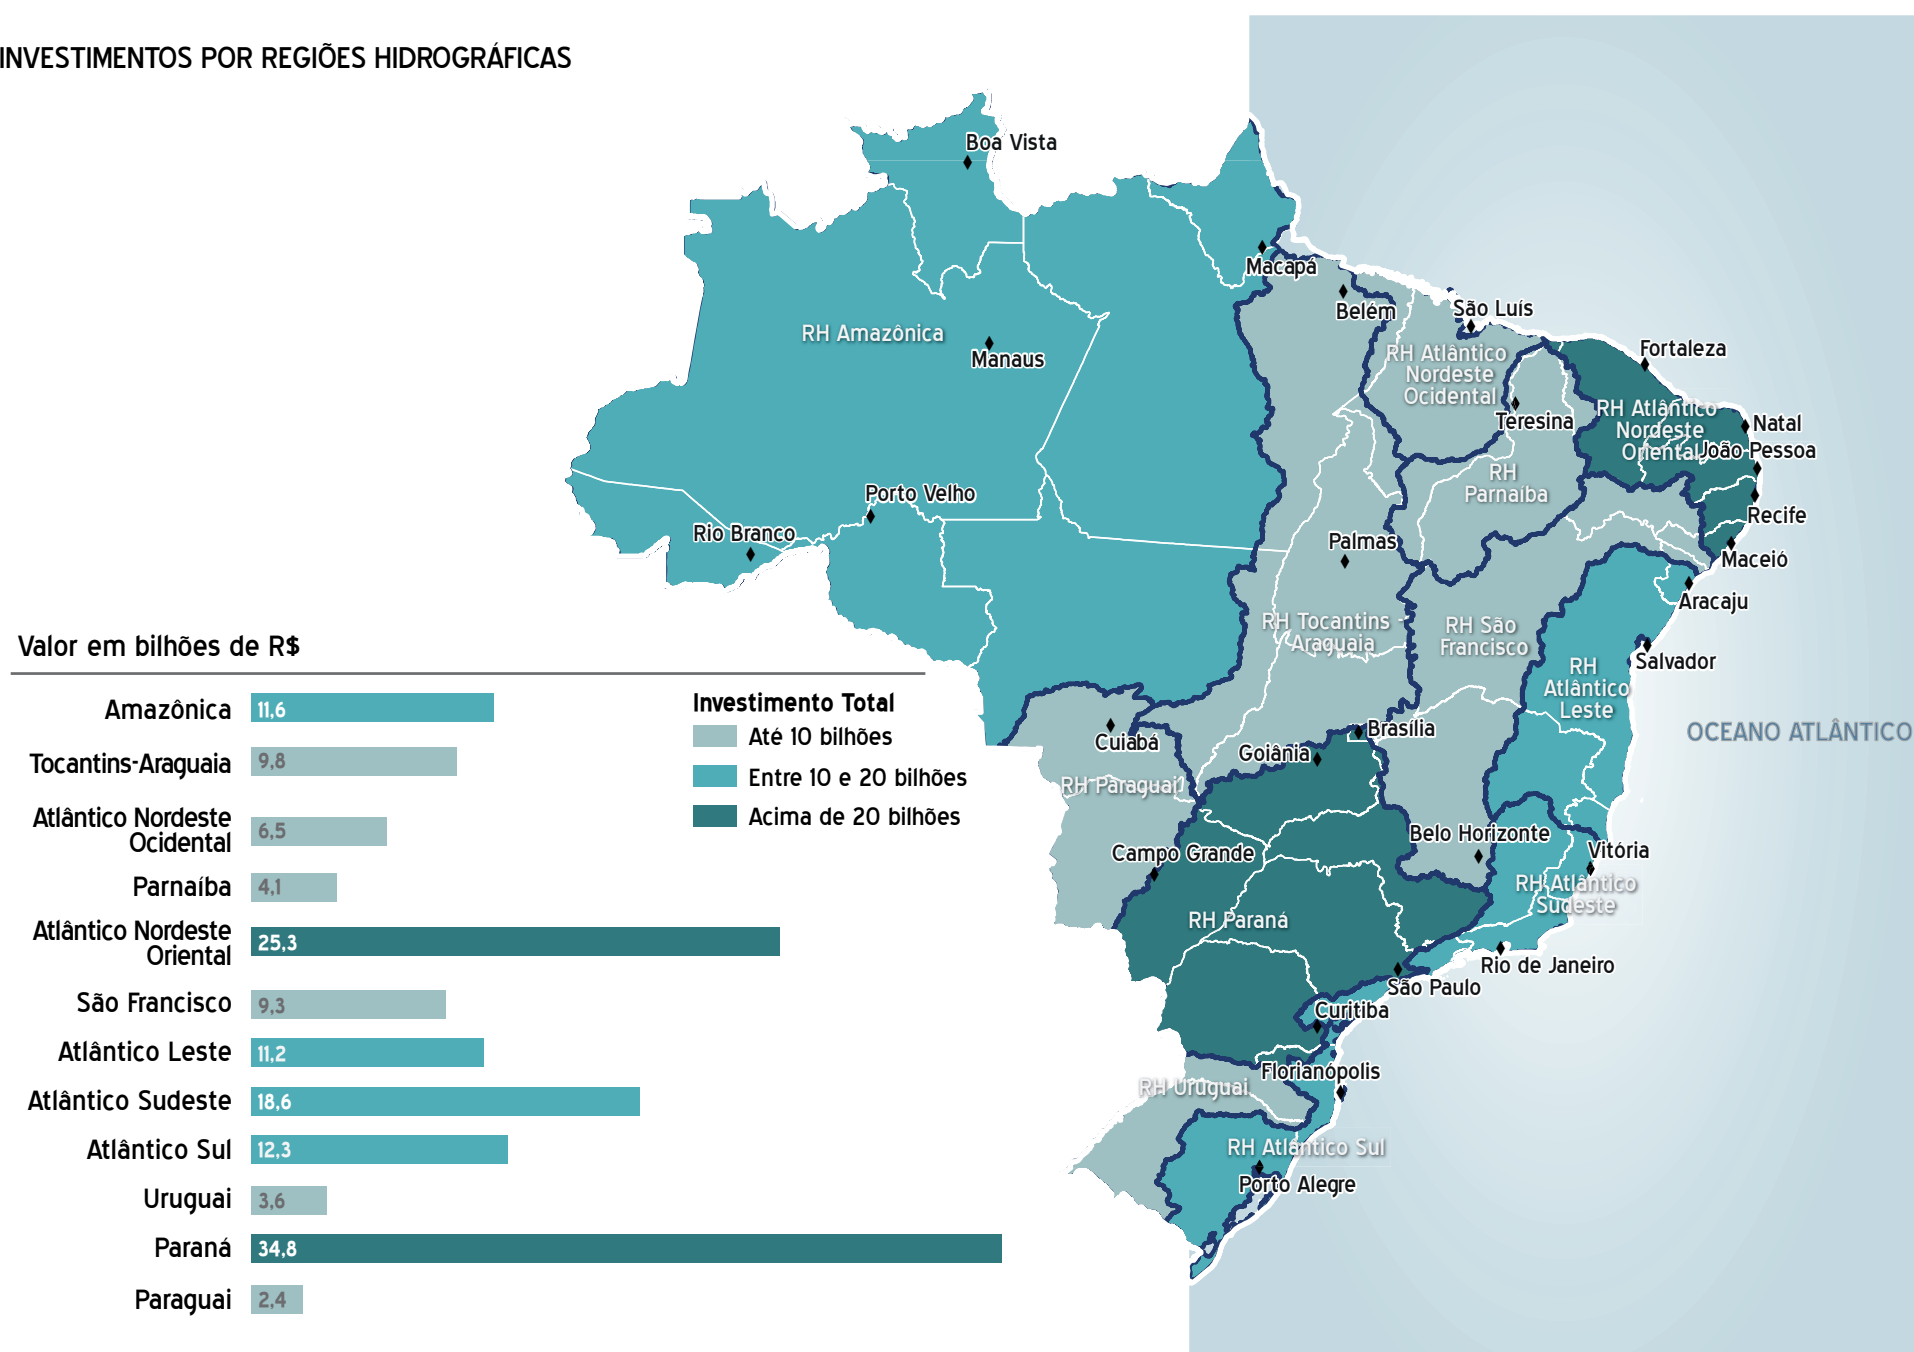 INVESTIMENTOS POR REGIÕES HIDROGRÁFICAS
Boa Vista
Macapá
Belém
São Luís
RH Amazônica
Manaus
RH Atlântico
Nordeste
Ocidental
Fortaleza
Teresina
RH Atlântico
Nordeste
Oriental
Natal
João Pessoa
RH
Parnaíba
Porto Velho
Rio Branco
Recife
Palmas
Maceió
Aracaju
RH Tocantins -
Araguaia
RH São
Francisco
Salvador
RH
Atlântico
Leste
OCEANO ATLÂNTICO
Brasília
Cuiabá
Goiânia
RH Paraguai
Belo Horizonte
Vitória
Campo Grande
RH Atlântico
Sudeste
RH Paraná
Rio de Janeiro
São Paulo
Curitiba
Florianópolis
RH Uruguai
RH Atlântico Sul
Porto Alegre
Valor em bilhões de R$
Amazônica 11,6
Tocantins-Araguaia 9,8
Atlântico Nordeste
Ocidental 6,5
Parnaíba 4,1
Atlântico Nordeste
Oriental 25,3
São Francisco 9,3
Atlântico Leste 11,2
Atlântico Sudeste 18,6
Atlântico Sul 12,3
Uruguai 3,6
Paraná 34,8
Paraguai 2,4
Investimento Total
Até 10 bilhões
Entre 10 e 20 bilhões
Acima de 20 bilhões